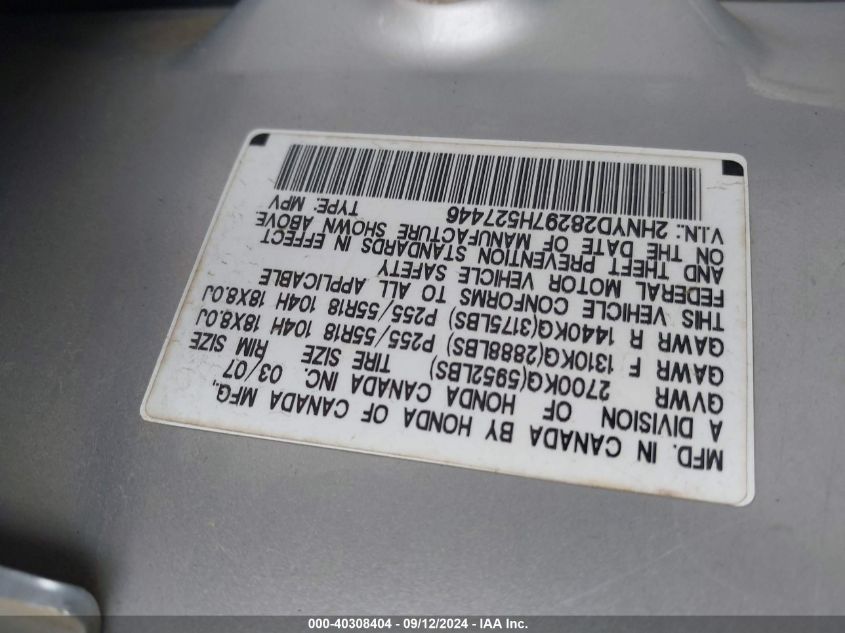 MFD. IN CANADA BY HONDA OF CANADA MFG.,
A DIVISION OF HONDA CANADA INC. 03/07
GVWR 2700KG(5952LBS) TIRE SIZE RIM SIZE
GAWR F 1310KG(2888LBS) P255/55R18 104H 18X8.0J
GAWR R 1440KG(3175LBS) P255/55R18 104H 18X8.0J
THIS VEHICLE CONFORMS TO ALL APPLICABLE
FEDERAL MOTOR VEHICLE SAFETY
AND THEFT PREVENTION STANDARDS IN EFFECT
ON THE DATE OF MANUFACTURE SHOWN ABOVE
V.I.N.: 2HNYD28297H527446 TYPE: MPV
000-40308404 - 09/12/2024 - IAA Inc.